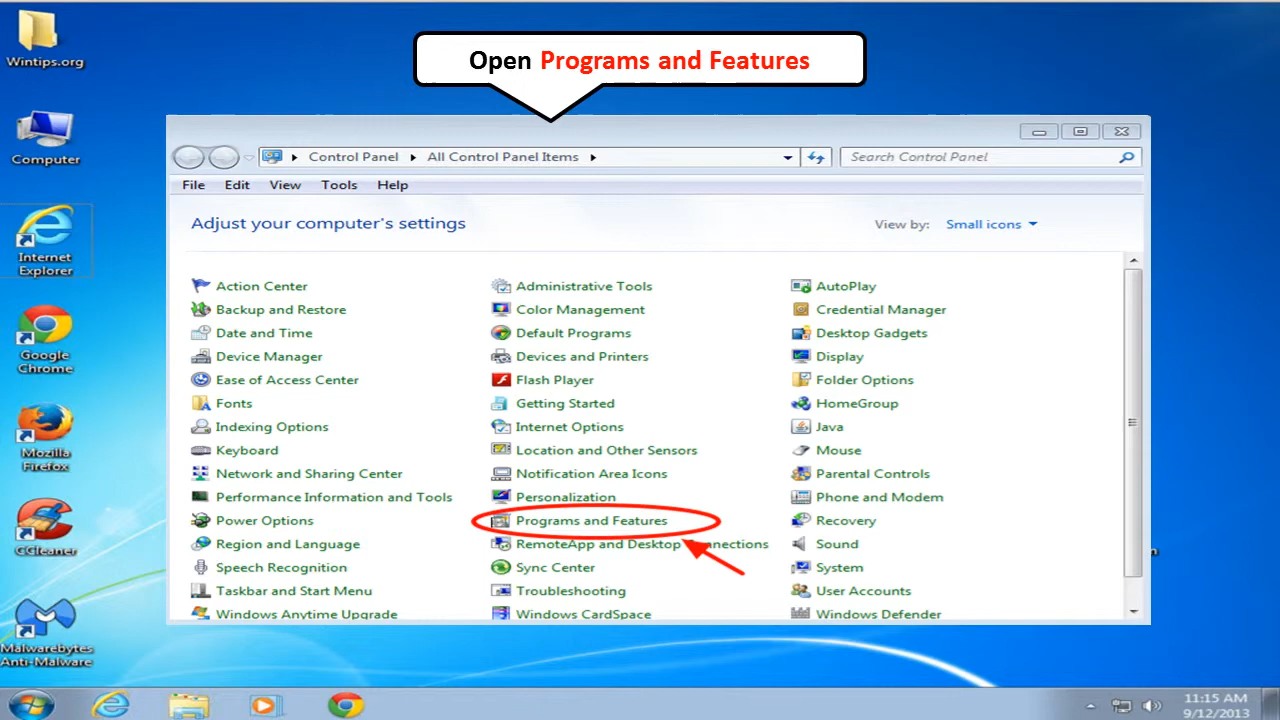 Open Programs and Features
Wintips.org
Computer
Internet
Explorer
Google
Chrome
Mozilla
Firefox
CCleaner
Malwarebytes
Anti-Malware
Control Panel
All Control Panel Items
Search Control Panel
File Edit View Tools Help
Adjust your computer's settings
View by: Small icons
Action Center
Administrative Tools
AutoPlay
Backup and Restore
Color Management
Credential Manager
Date and Time
Default Programs
Desktop Gadgets
Device Manager
Devices and Printers
Display
Ease of Access Center
Flash Player
Folder Options
Fonts
Getting Started
HomeGroup
Indexing Options
Internet Options
Java
Keyboard
Location and Other Sensors
Mouse
Network and Sharing Center
Notification Area Icons
Parental Controls
Performance Information and Tools
Personalization
Phone and Modem
Power Options
Programs and Features
Recovery
Region and Language
RemoteApp and Desktop Connections
Sound
Speech Recognition
Sync Center
System
Taskbar and Start Menu
Troubleshooting
User Accounts
Windows Anytime Upgrade
Windows CardSpace
Windows Defender
11:15 AM
9/12/2013